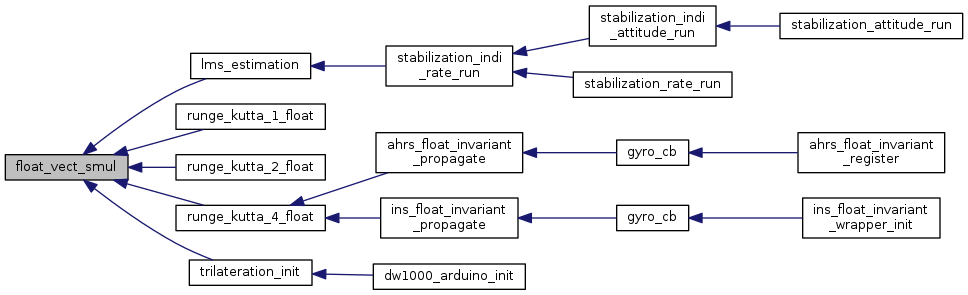 float_vect_smul
lms_estimation
runge_kutta_1_float
runge_kutta_2_float
runge_kutta_4_float
trilateration_init
stabilization_indi
_rate_run
stabilization_indi
_attitude_run
stabilization_attitude_run
stabilization_rate_run
ahrs_float_invariant
_propagate
gyro_cb
ahrs_float_invariant
_register
ins_float_invariant
_propagate
gyro_cb
ins_float_invariant
_wrapper_init
dw1000_arduino_init